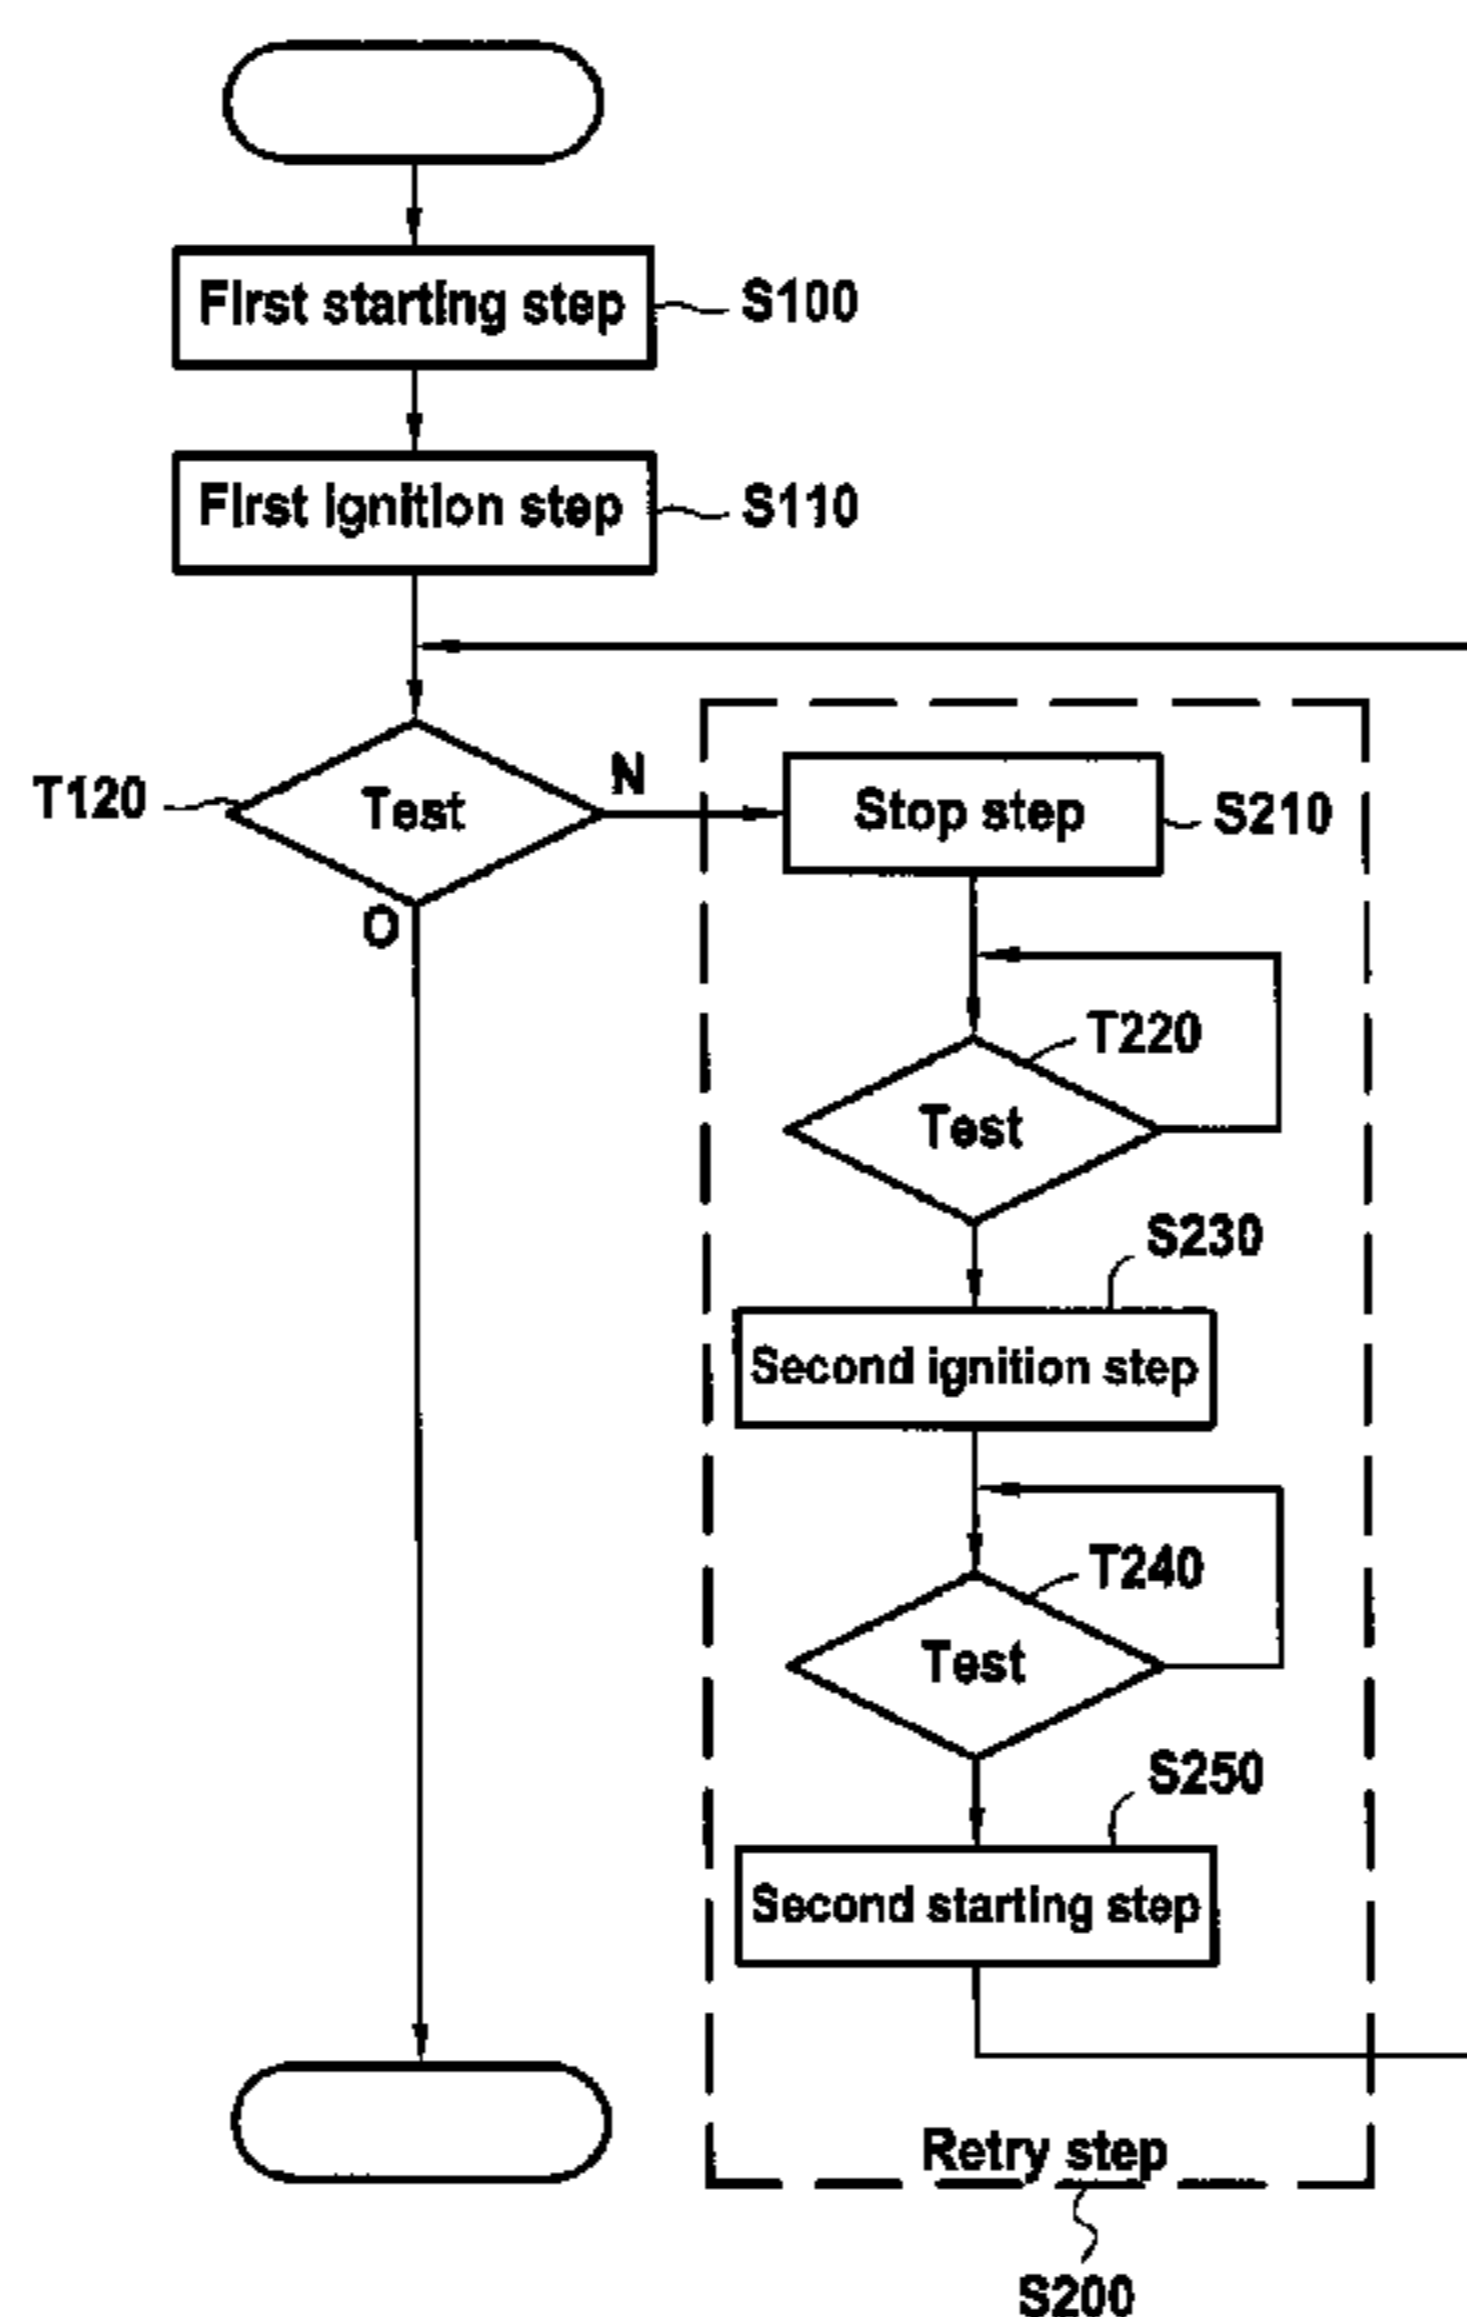 First starting step
S100
First ignition step
S110
T120
Test
N
O
Stop step
S210
T220
Test
S230
Second ignition step
T240
Test
S250
Second starting step
Retry step
S200